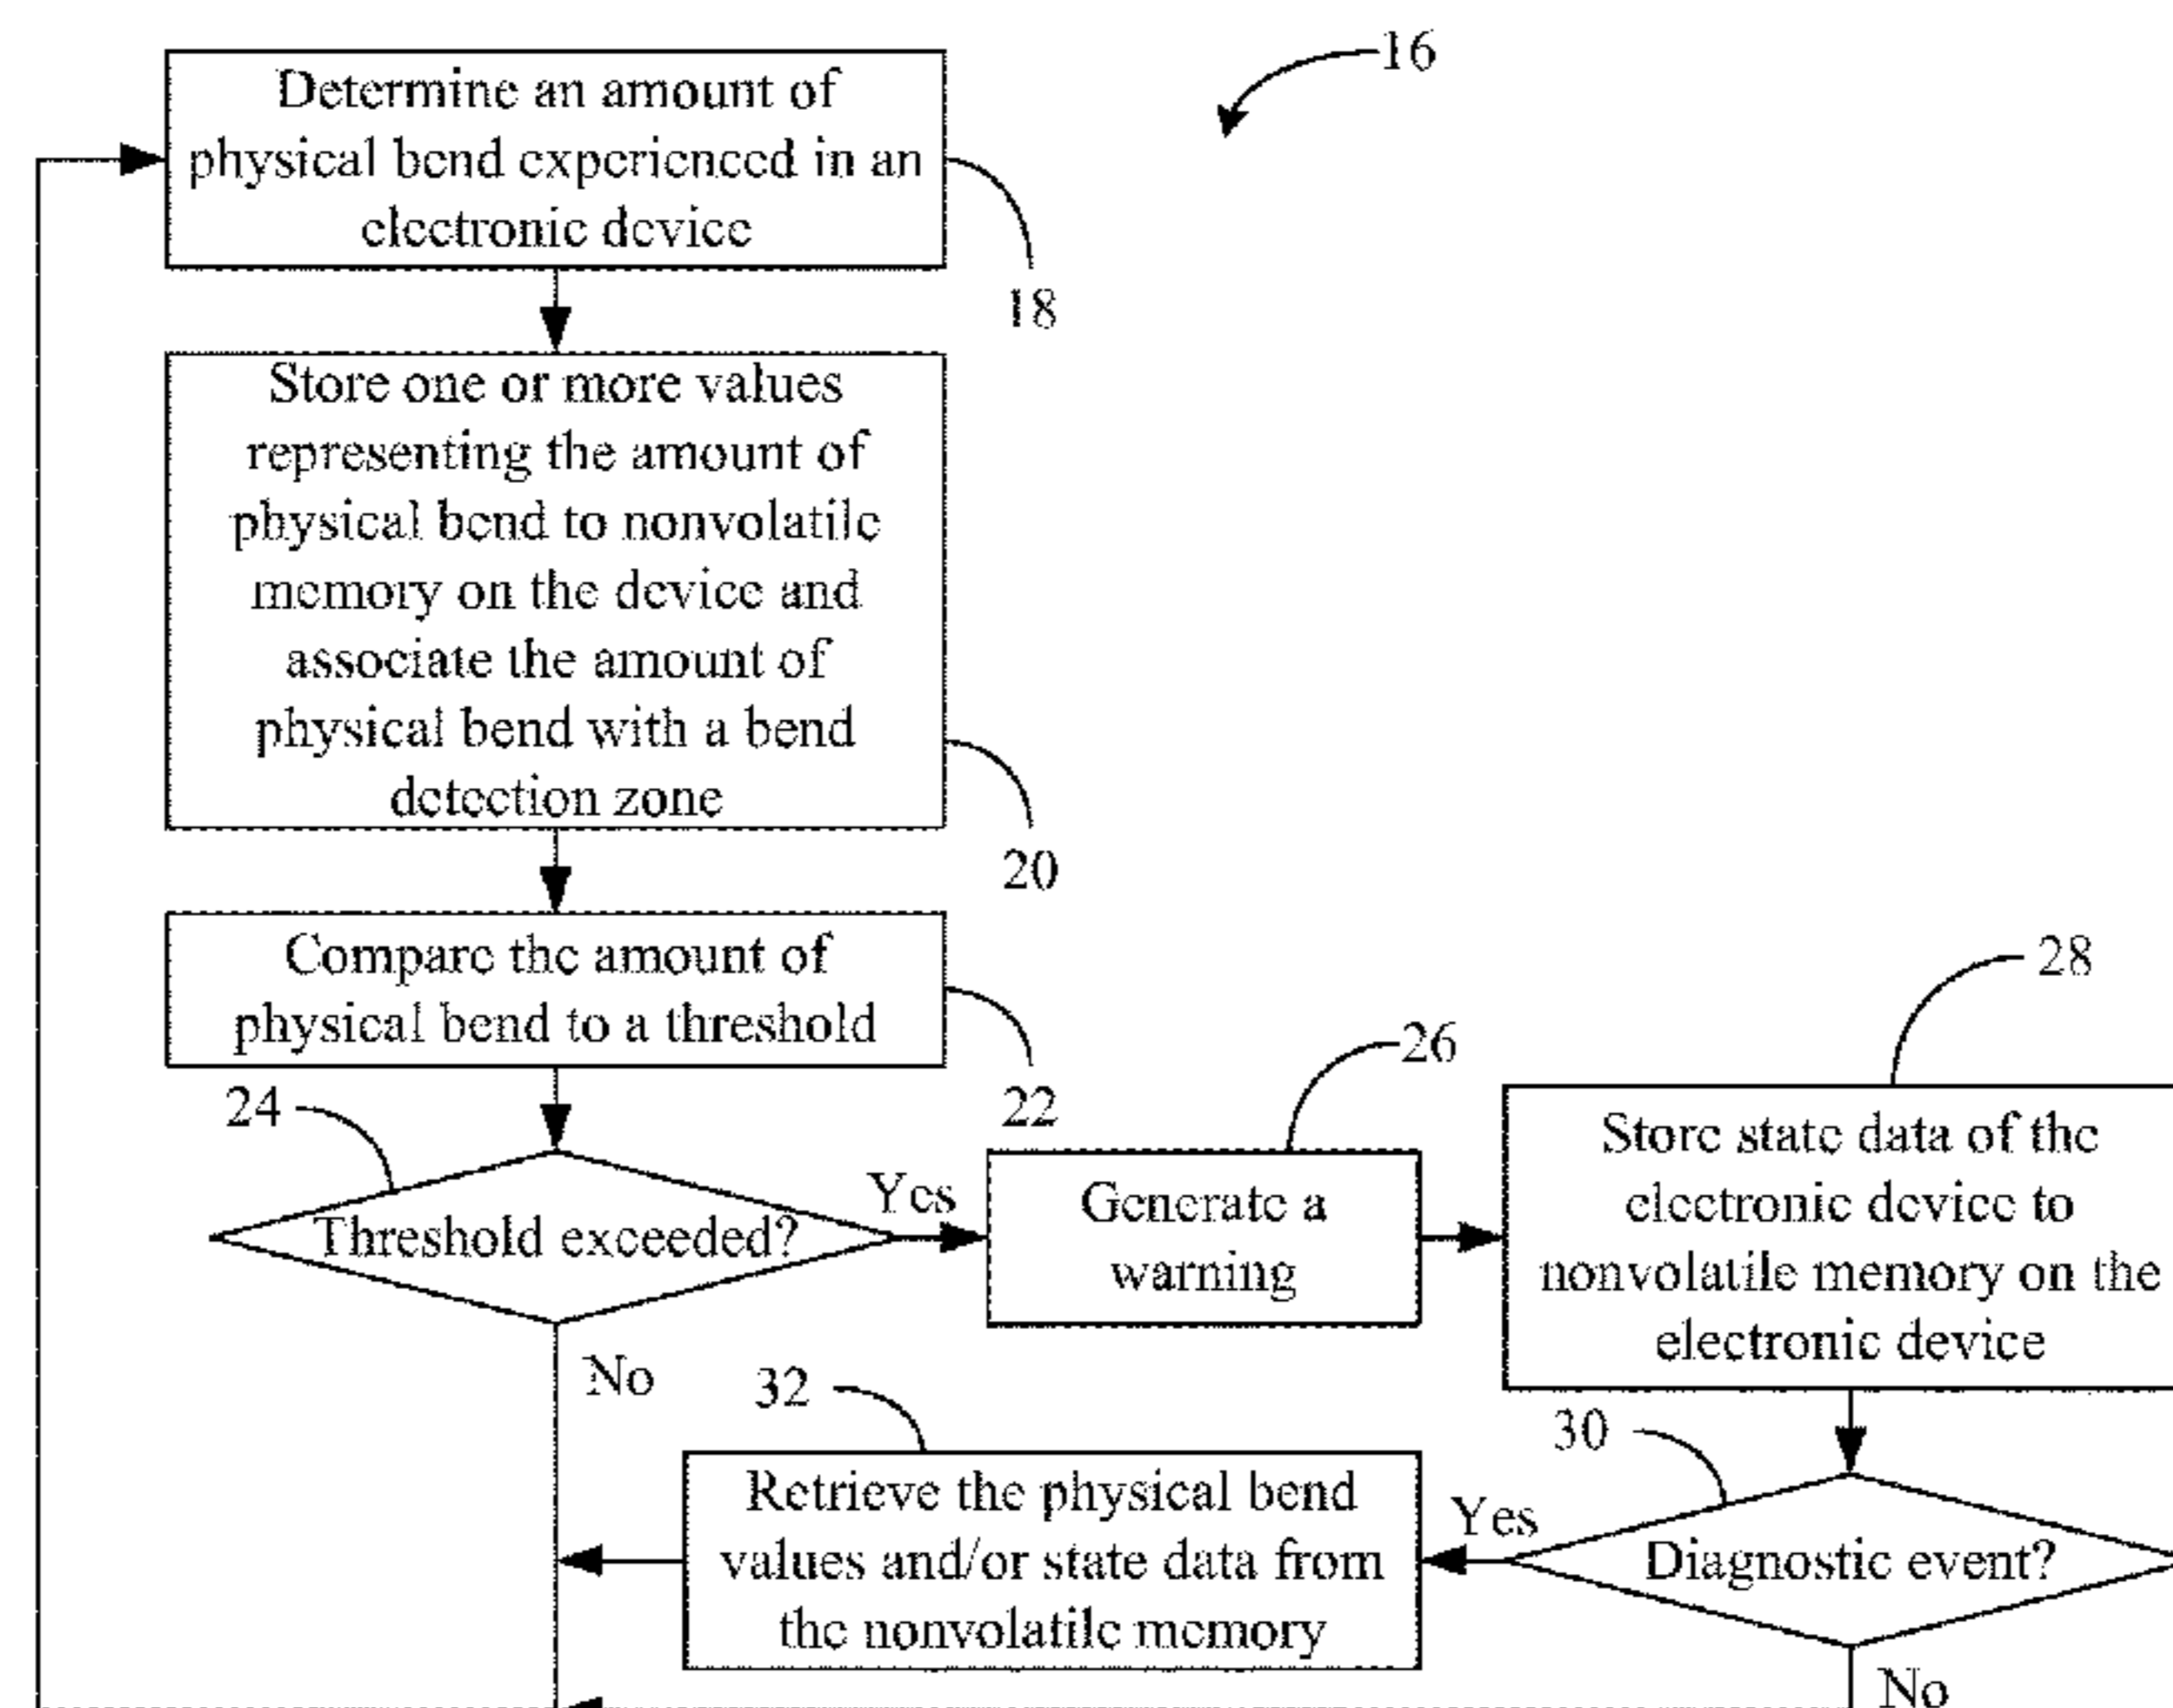 16
Determine an amount of
physical bend experienced in an
electronic device
18
Store one or more values
representing the amount of
physical bend to nonvolatile
memory on the device and
associate the amount of
physical bend with a bend
detection zone
20
Compare the amount of
physical bend to a threshold
22
24
Threshold exceeded?
Yes
No
26
Generate a
warning
28
Store state data of the
electronic device to
nonvolatile memory on the
electronic device
30
Diagnostic event?
Yes
No
32
Retrieve the physical bend
values and/or state data from
the nonvolatile memory